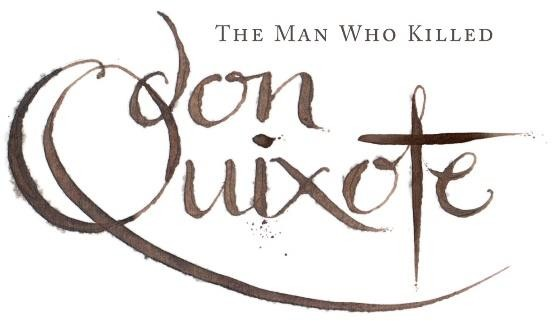 The Man Who Killed
don
Quixote